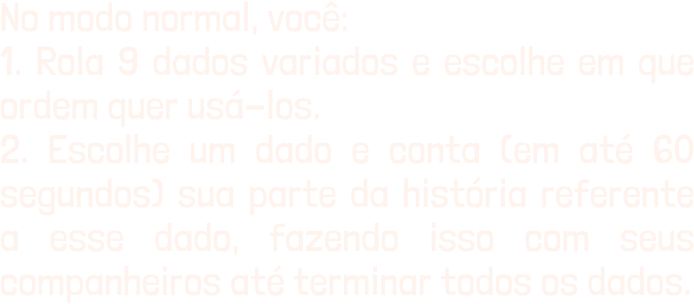 No modo normal, você:
1. Rola 9 dados variados e escolhe em que
ordem quer usá-los.
2. Escolhe um dado e conta (em até 60
segundos) sua parte da história referente
a esse dado, fazendo isso com seus
companheiros até terminar todos os dados.